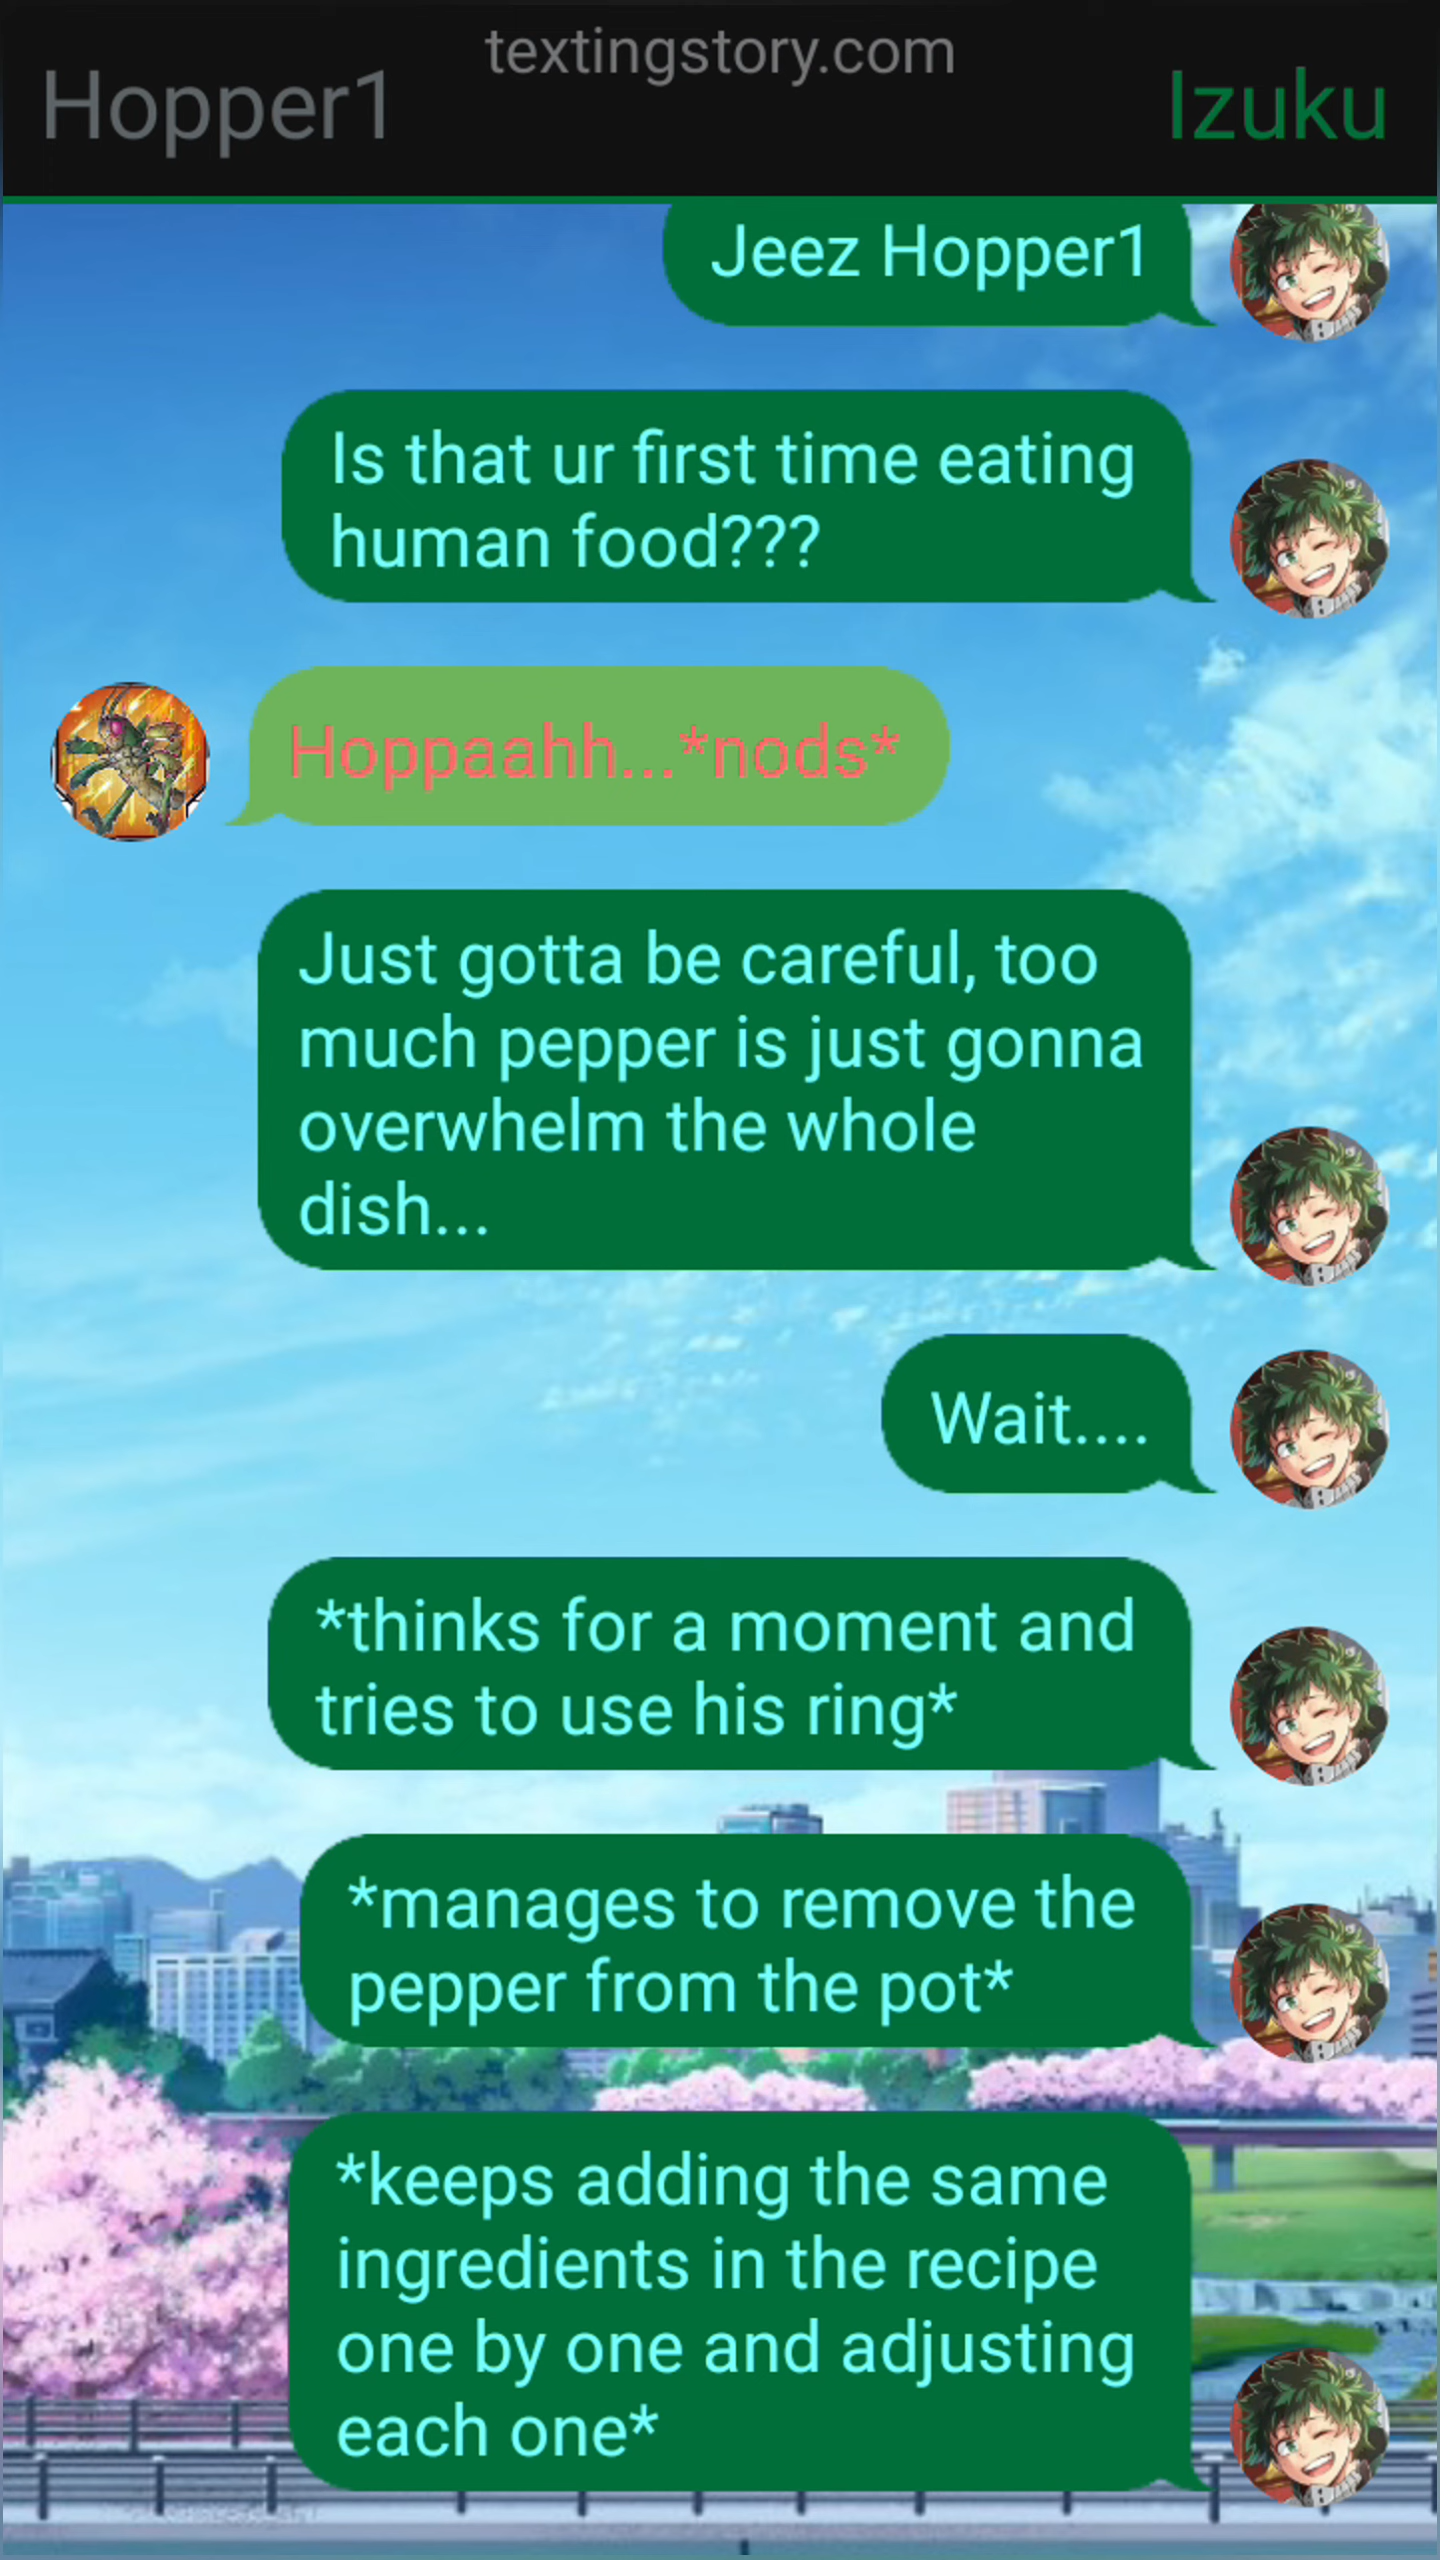 textingstory.com
Hopper1
Izuku
Jeez Hopper1
Is that ur first time eating
human food???
Hoppaahh...*nods*
Just gotta be careful, too
much pepper is just gonna
overwhelm the whole
dish...
Wait....
*thinks for a moment and
tries to use his ring*
*manages to remove the
pepper from the pot*
*keeps adding the same
ingredients in the recipe
one by one and adjusting
each one*